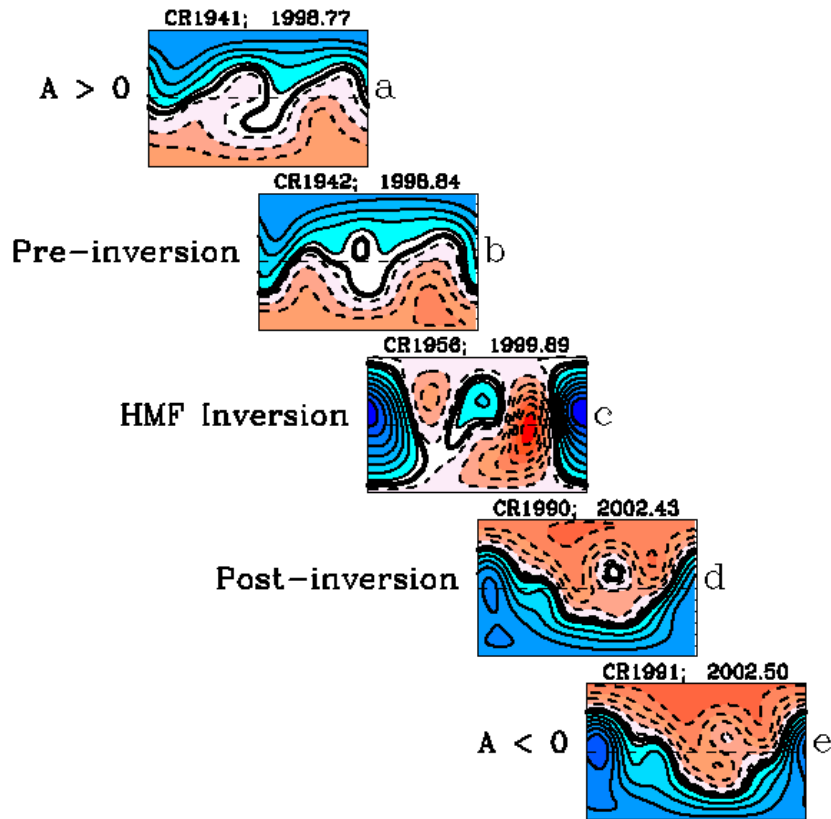 CR1941; 1998.77
A > 0
a
CR1942; 1998.84
Pre-inversion
b
CR1956; 1999.89
HMF Inversion
c
CR1990; 2002.43
Post-inversion
d
CR1991; 2002.50
A < 0
e